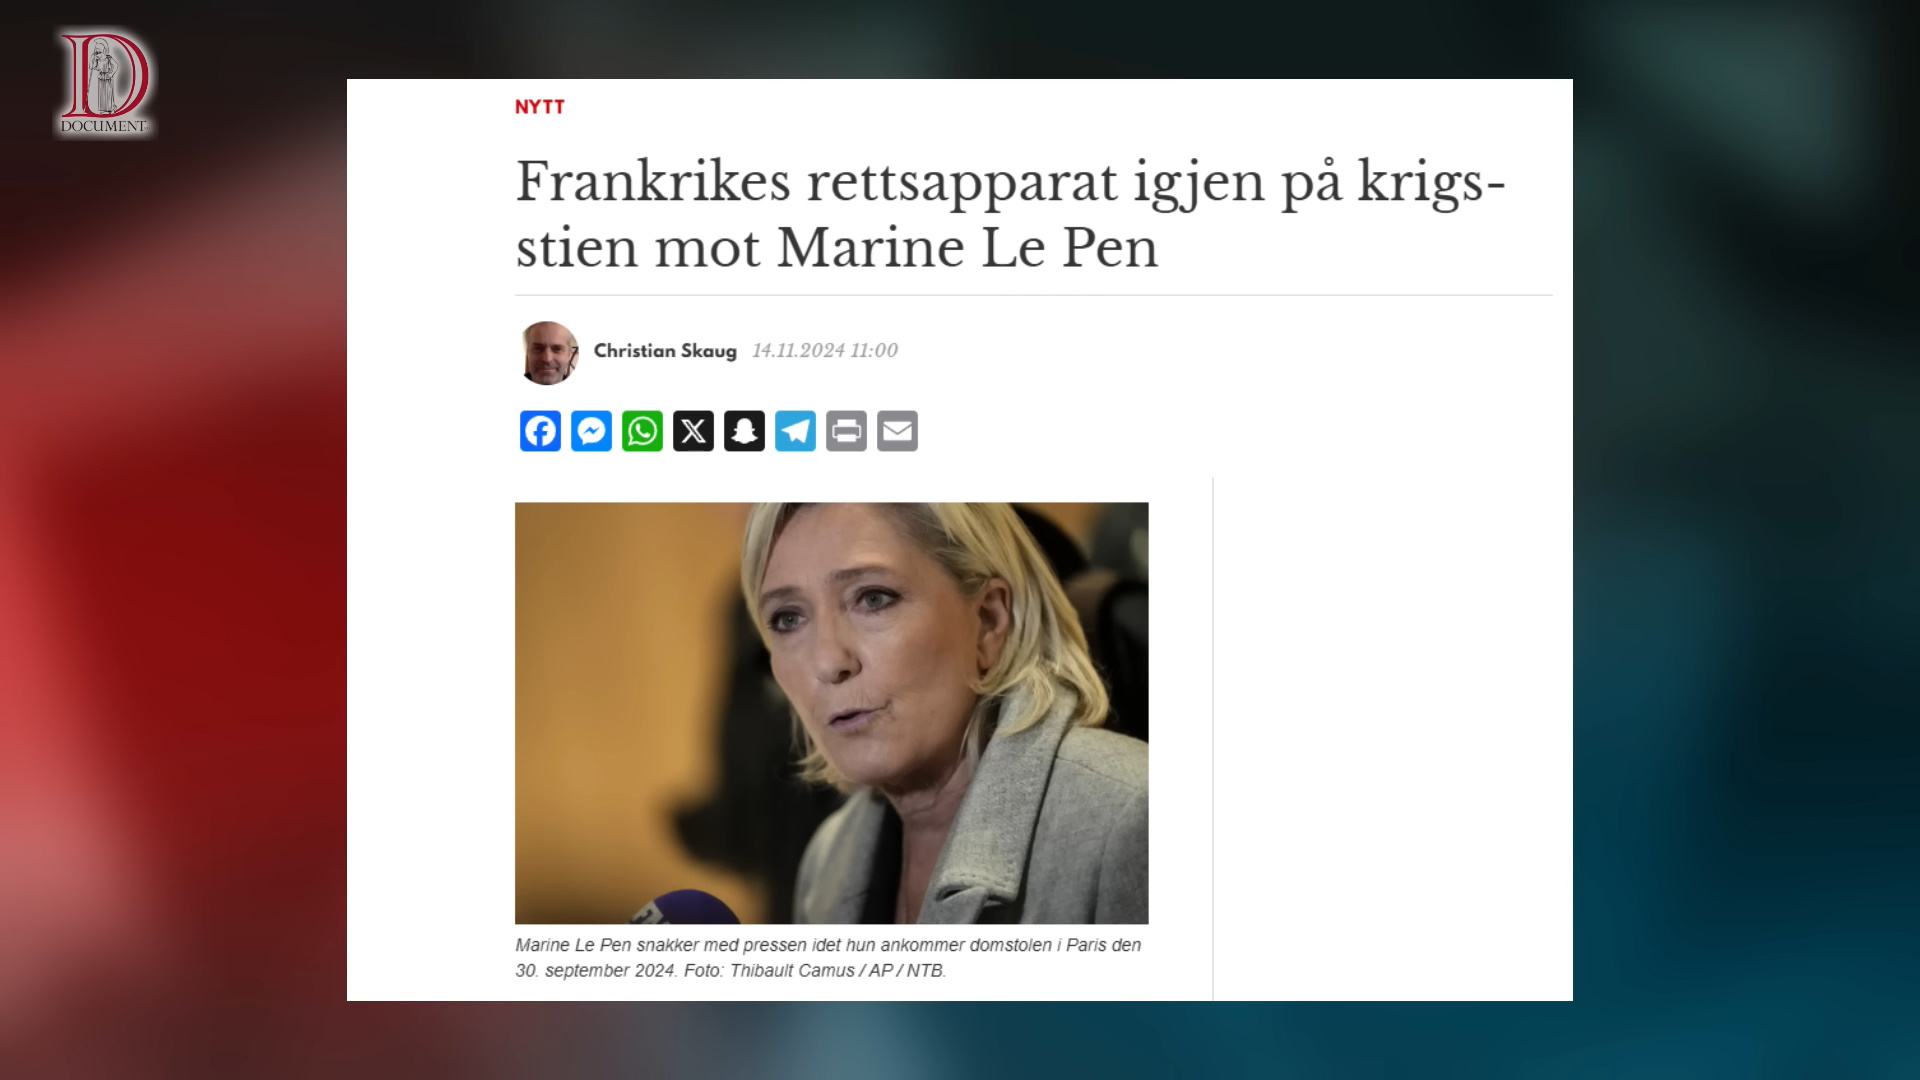 D
DOCUMENT
NYTT
Frankrikes rettsapparat igjen på krigs-
stien mot Marine Le Pen
Christian Skaug 14.11.2024 11:00
Marine Le Pen snakker med pressen idet hun ankommer domstolen i Paris den
30. september 2024. Foto: Thibault Camus / AP / NTB.